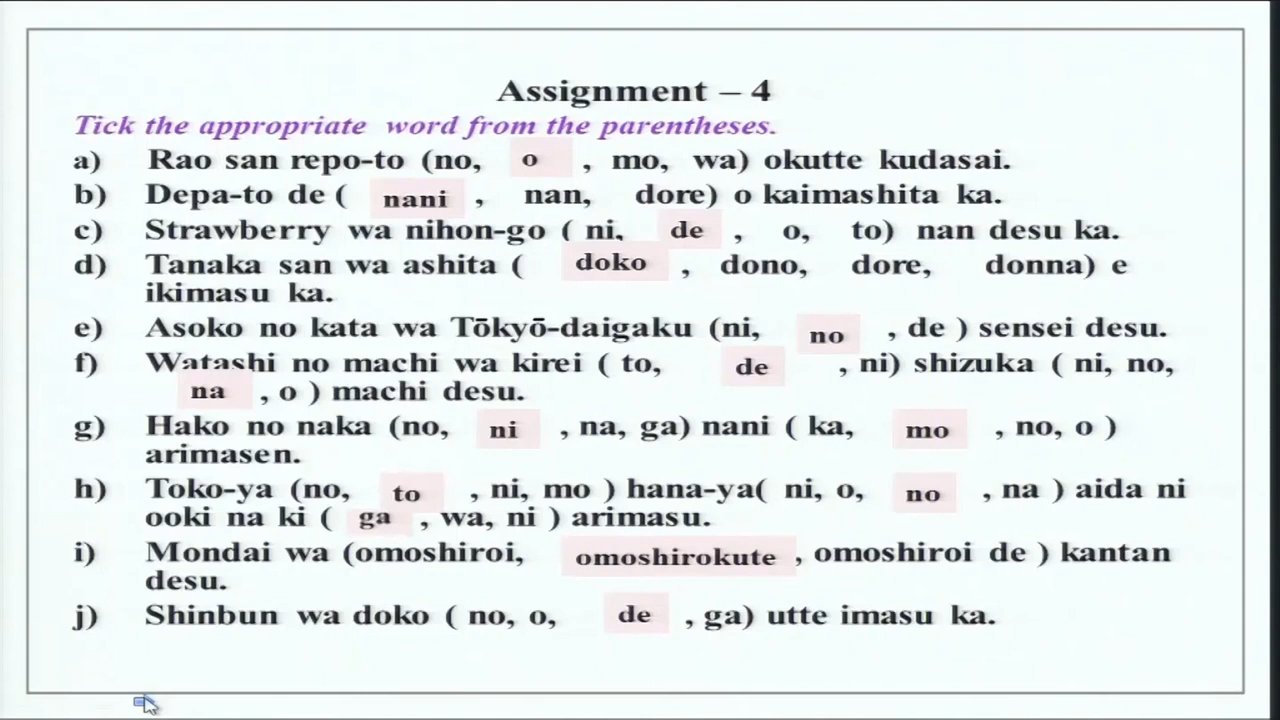 Assignment – 4
Tick the appropriate word from the parentheses.
a) Rao san repo-to (no, o , mo, wa) okutte kudasai.
b) Depa-to de ( nani , nan, dore) o kaimashita ka.
c) Strawberry wa nihon-go ( ni, de , o, to) nan desu ka.
d) Tanaka san wa ashita ( doko , dono, dore, donna) e
ikimasu ka.
e) Asoko no kata wa Tōkyō-daigaku (ni, no , de ) sensei desu.
f) Watashi no machi wa kirei ( to, de , ni) shizuka ( ni, no,
na , o ) machi desu.
g) Hako no naka (no, ni , na, ga) nani ( ka, mo , no, o )
arimasen.
h) Toko-ya (no, to , ni, mo ) hana-ya( ni, o, no , na ) aida ni
ooki na ki ( ga , wa, ni ) arimasu.
i) Mondai wa (omoshiroi, omoshirokute , omoshiroi de ) kantan
desu.
j) Shinbun wa doko ( no, o, de , ga) utte imasu ka.